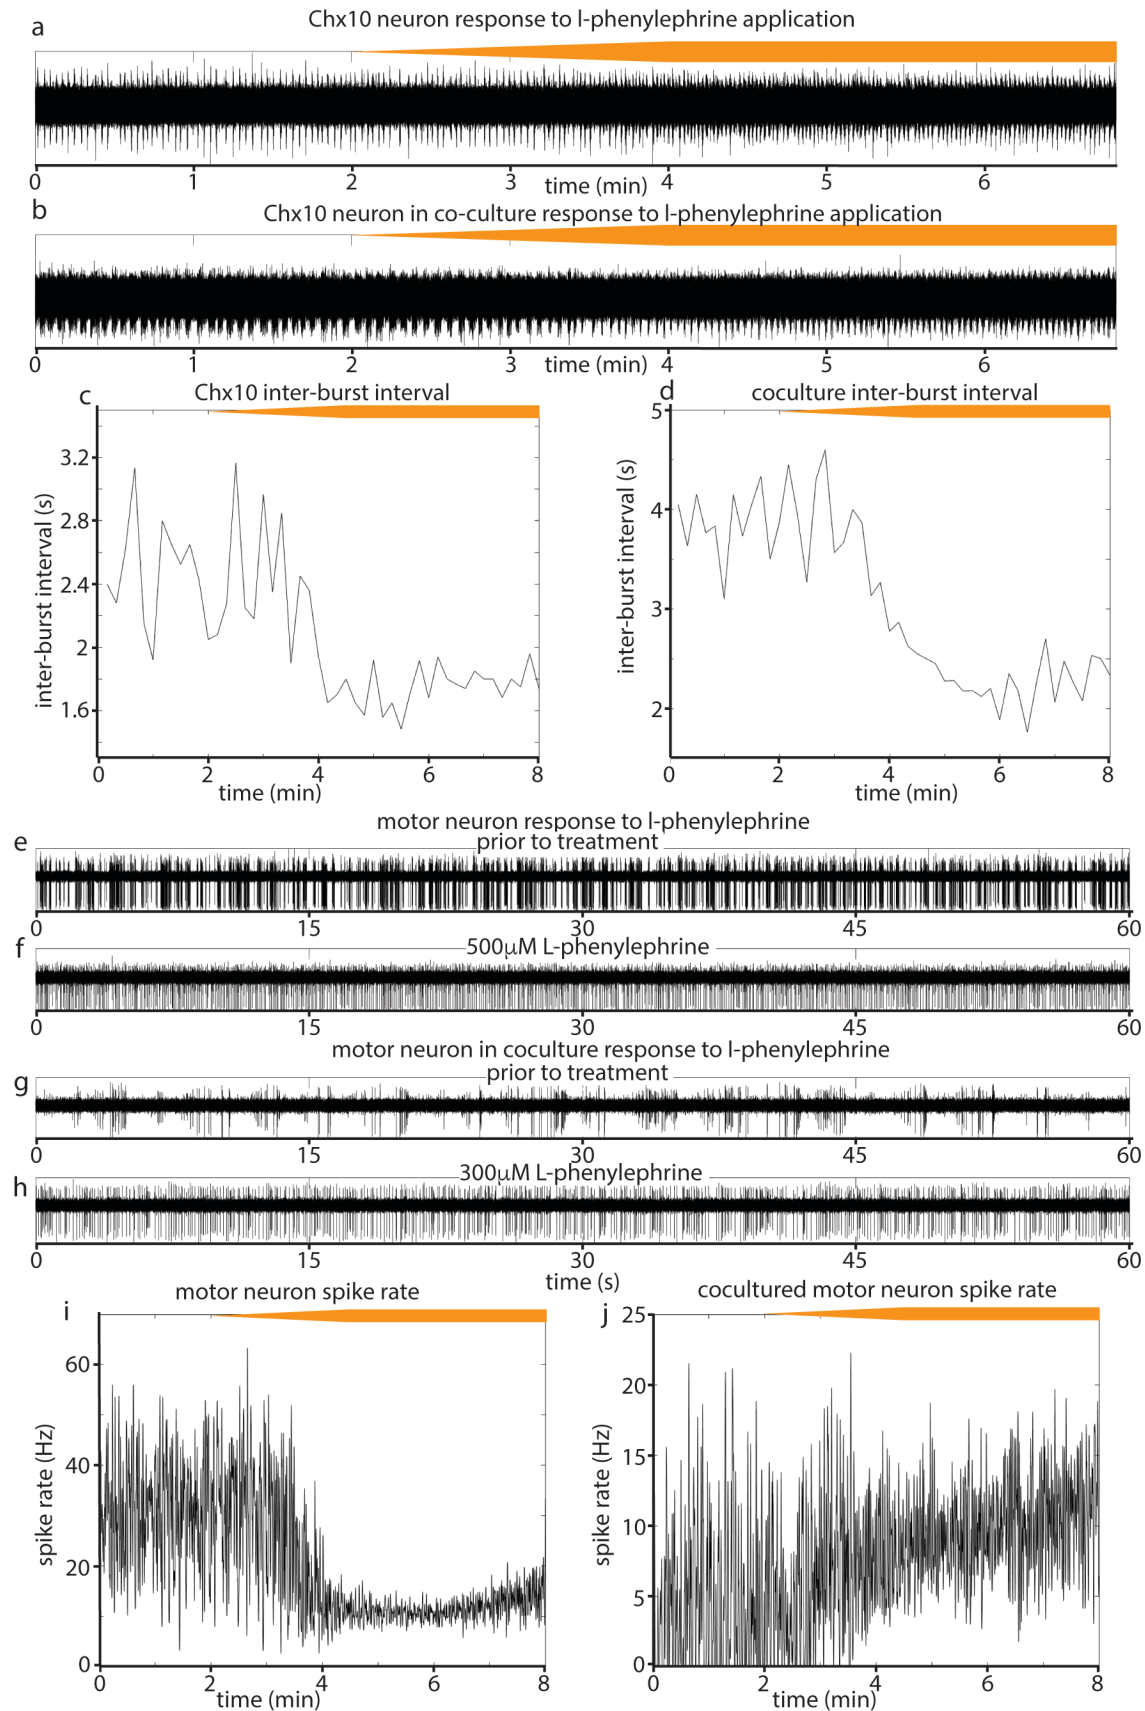 a
Chx10 neuron response to l-phenylephrine application
0 1 2 3 4 5 6
time (min)
b
Chx10 neuron in co-culture response to l-phenylephrine application
0 1 2 3 4 5 6
time (min)
c
Chx10 inter-burst interval
inter-burst interval (s)
3.2
2.8
2.4
2
1.6
0 2 4 6 8
time (min)
d
coculture inter-burst interval
inter-burst interval (s)
5
4
3
2
0 2 4 6 8
time (min)
motor neuron response to l-phenylephrine
e
prior to treatment
0 15 30 45 60
f
500μM L-phenylephrine
0 15 30 45 60
motor neuron in coculture response to l-phenylephrine
g
prior to treatment
0 15 30 45 60
h
300μM L-phenylephrine
0 15 30 45 60
time (s)
i
motor neuron spike rate
spike rate (Hz)
60
40
20
0
0 2 4 6 8
time (min)
j
cocultured motor neuron spike rate
spike rate (Hz)
25
20
15
10
5
0
0 2 4 6 8
time (min)